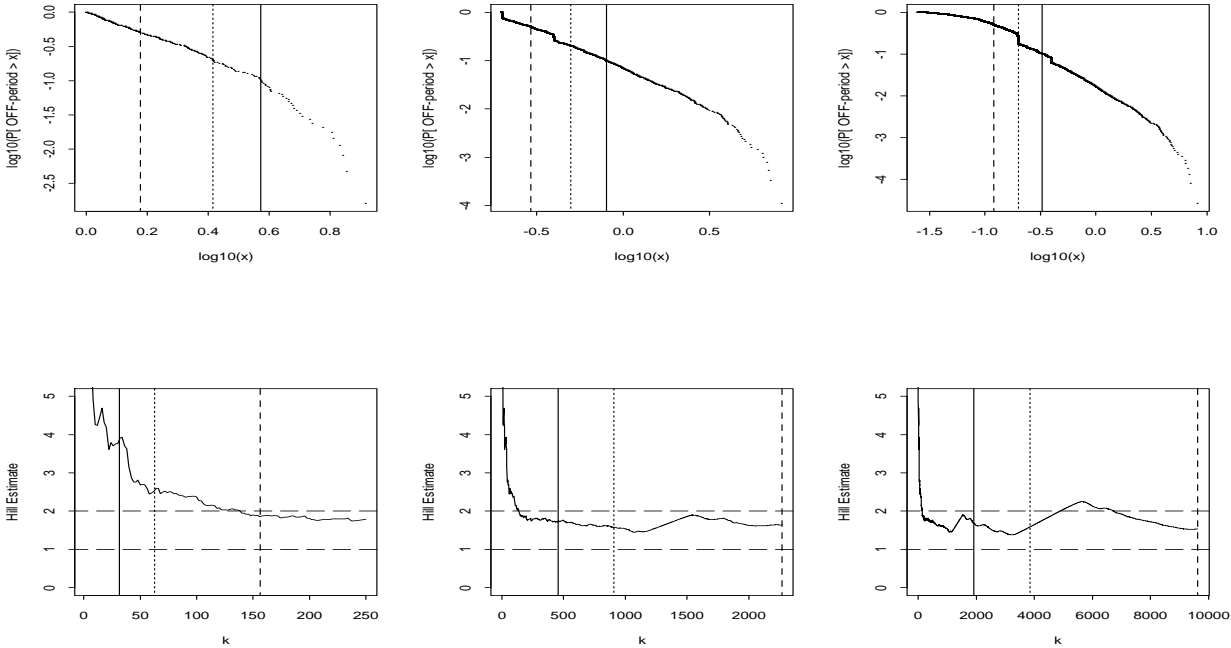 0.0
-0.5
-1.0
-1.5
-2.0
-2.5
log10(P[ OFF-period > x])
0.0 0.2 0.4 0.6 0.8
log10(x)
0
-1
-2
-3
-4
log10(P[ OFF-period > x])
-0.5 0.0 0.5
log10(x)
0
-1
-2
-3
-4
log10(P[ OFF-period > x])
-1.5 -1.0 -0.5 0.0 0.5 1.0
log10(x)
5
4
3
2
1
0
Hill Estimate
0 50 100 150 200 250
k
5
4
3
2
1
0
Hill Estimate
0 500 1000 1500 2000
k
5
4
3
2
1
0
Hill Estimate
0 2000 4000 6000 8000 10000
k